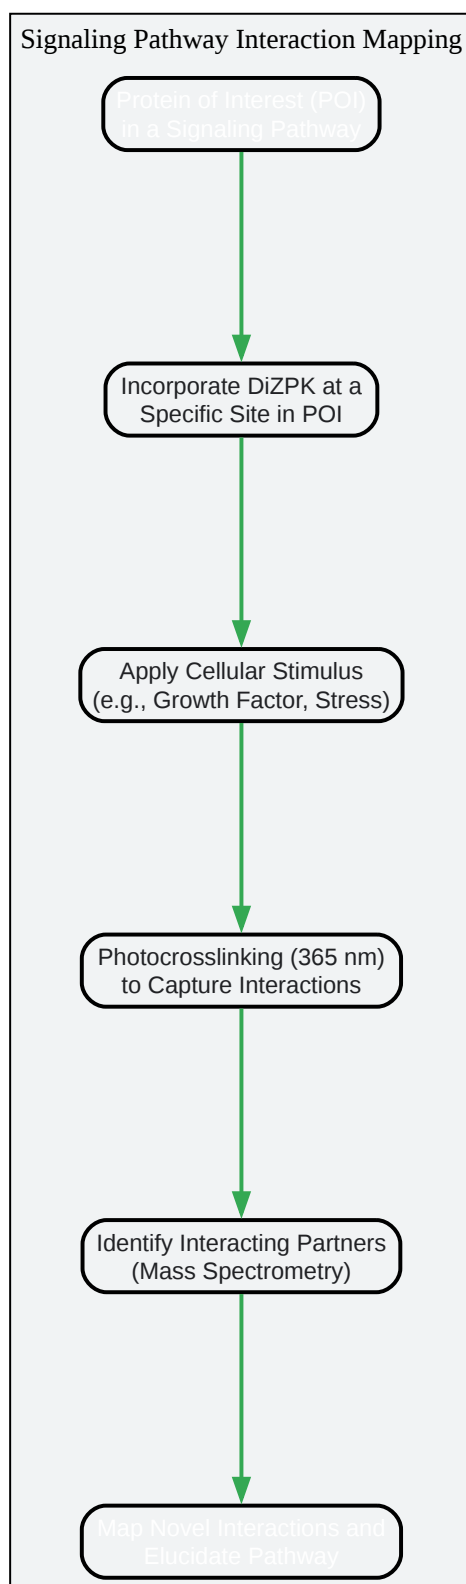 Signaling Pathway Interaction Mapping
Protein of Interest (POI)
in a Signaling Pathway
Incorporate DiZPK at a
Specific Site in POI
Apply Cellular Stimulus
(e.g., Growth Factor, Stress)
Photocrosslinking (365 nm)
to Capture Interactions
Identify Interacting Partners
(Mass Spectrometry)
Map Novel Interactions and
Elucidate Pathway